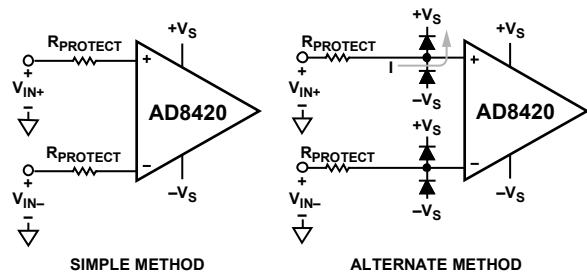 +VS
RPROTECT
+
+
VIN+
–
AD8420
RPROTECT
–
+
VIN–
–
–VS
SIMPLE METHOD
+VS
RPROTECT
+
I
+
VIN+
–
–VS
+VS
AD8420
+VS
RPROTECT
–
+
VIN–
–
–VS
–VS
ALTERNATE METHOD